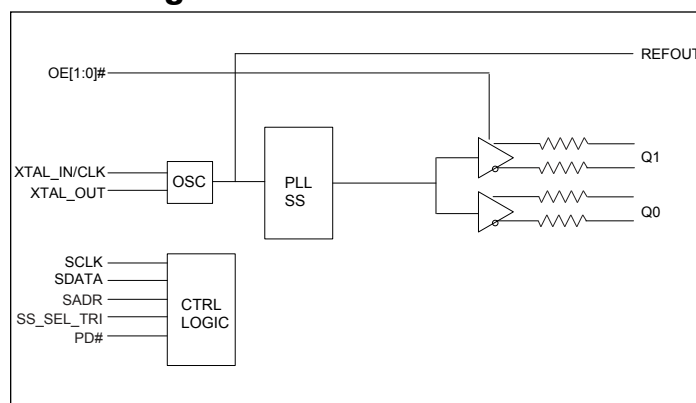 REFOUT
OE[1:0]#
XTAL_IN/CLK
XTAL_OUT
OSC
PLL
SS
Q1
Q0
SCLK
SDATA
SADR
SS_SEL_TRI
PD#
CTRL
LOGIC